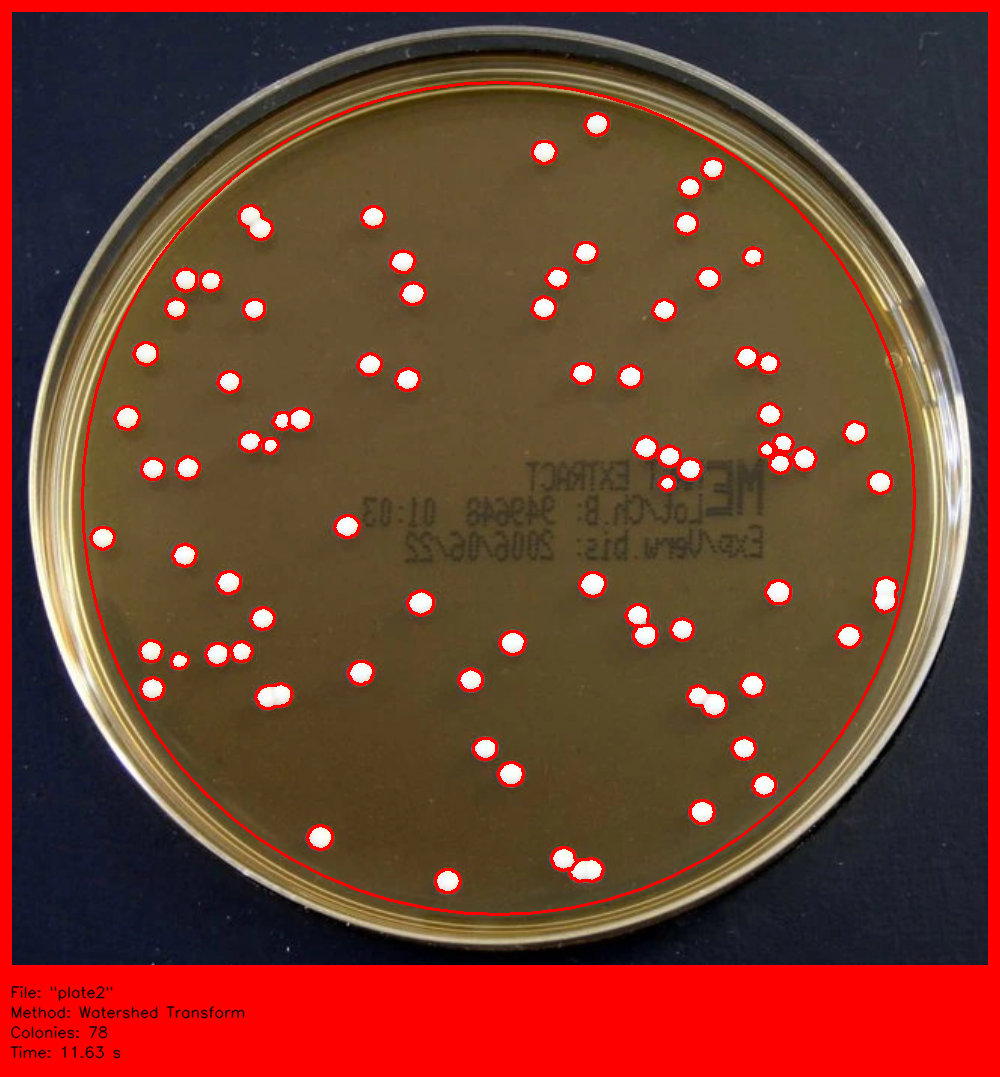 MERCK EXTRACT
Lot/Ch.B: 949648 01:03
Exp/Verw.bis: 2006/06/22
File: "plate2"
Method: Watershed Transform
Colonies: 78
Time: 11.63 s